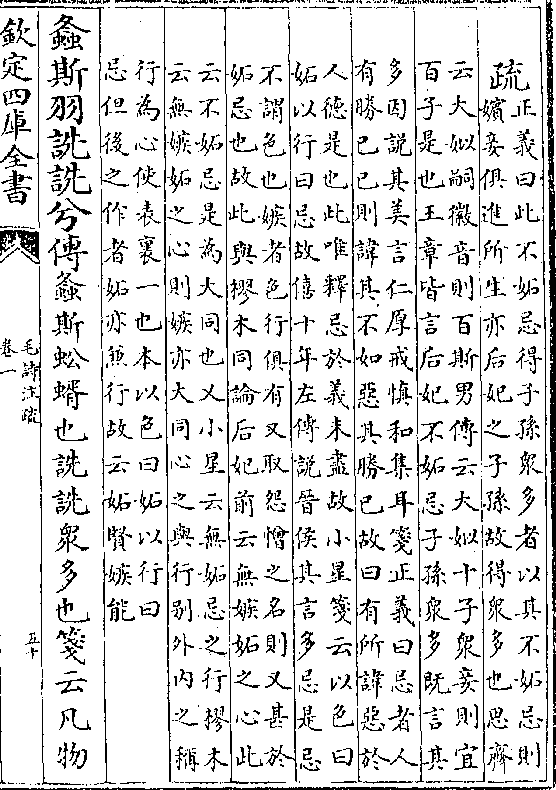 疏正義曰此不妬忌得子孫衆多者以其不妬忌則
嬪妾俱進所生亦后妃之子孫故得衆多也思齊
云大姒嗣徽音則百斯男傳云大姒十子衆妾則宜
百子是也王章皆言后妃不妬忌子孫衆多既言其
多因說其美言仁厚戒慎和集耳箋正義曰忌者人
有勝已已則諱其不如惡其勝已故曰有所諱惡於
人德是也此唯釋忌於義未盡故小星箋云以色曰
妬以行曰忌故僖十年左傳說晉侯其言多忌是忌
不謂色也嫉者色行俱有又取怨憎之名則又甚於
妬忌也故此與樛木同論后妃前云無嫉妬之心此
云不妬忌是為大同也又小星云無妬忌之行樛木
云無嫉妬之心則嫉亦大同心之與行别外内之稱
行為心使表裏一也本以色曰妬以行曰
忌但後之作者妬亦兼行故云妬賢嫉能
螽斯羽詵詵兮傳螽斯蚣蝑也詵詵衆多也箋云凡物
欽定四庫全書
毛詩注疏
卷一
五十